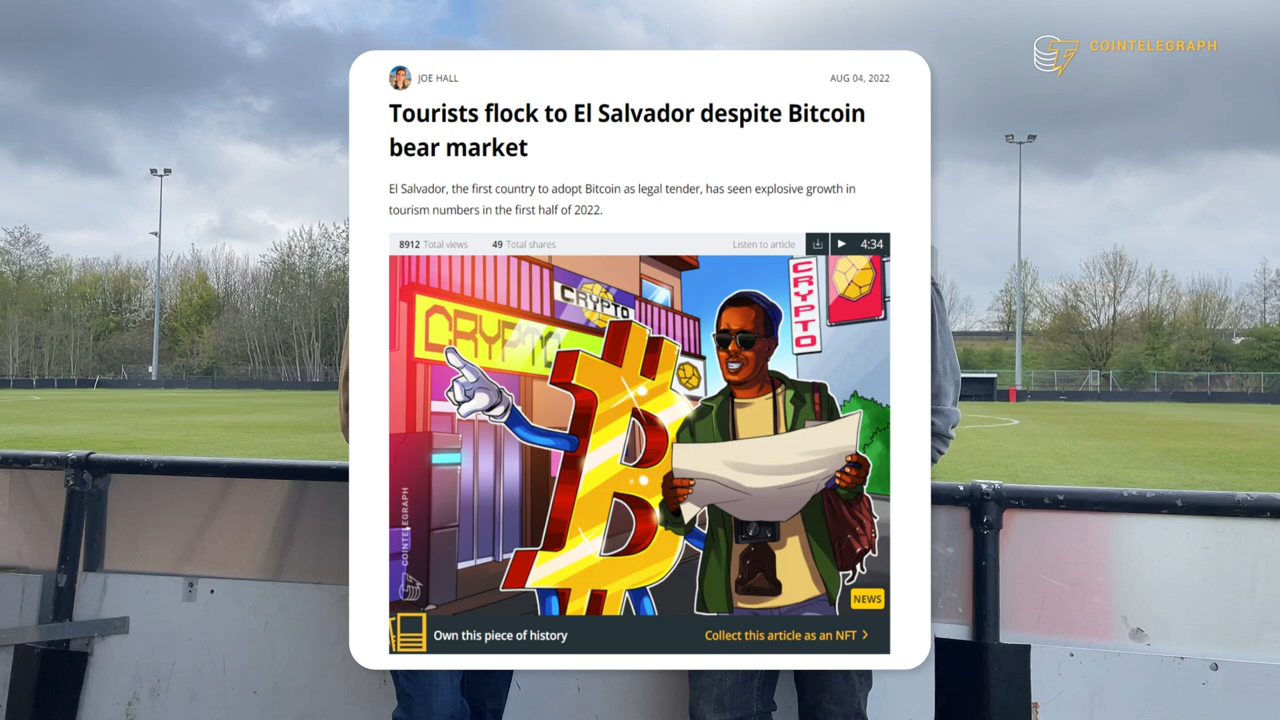 COINTELEGRAPH
JOE HALL
AUG 04, 2022
Tourists flock to El Salvador despite Bitcoin
bear market
El Salvador, the first country to adopt Bitcoin as legal tender, has seen explosive growth in
tourism numbers in the first half of 2022.
8912 Total views 49 Total shares
Listen to article 4:34
CRYPTO
CRYPTO
CRYPTO
COINTELEGRAPH
NEWS
Own this piece of history
Collect this article as an NFT >